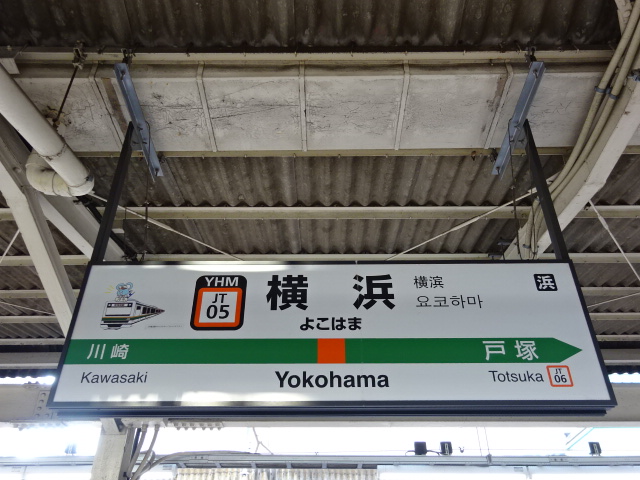 YHM
JT
05
横 浜
よこはま
横滨
요코하마
浜
川崎
戸塚
Kawasaki
Yokohama
Totsuka
JT
06